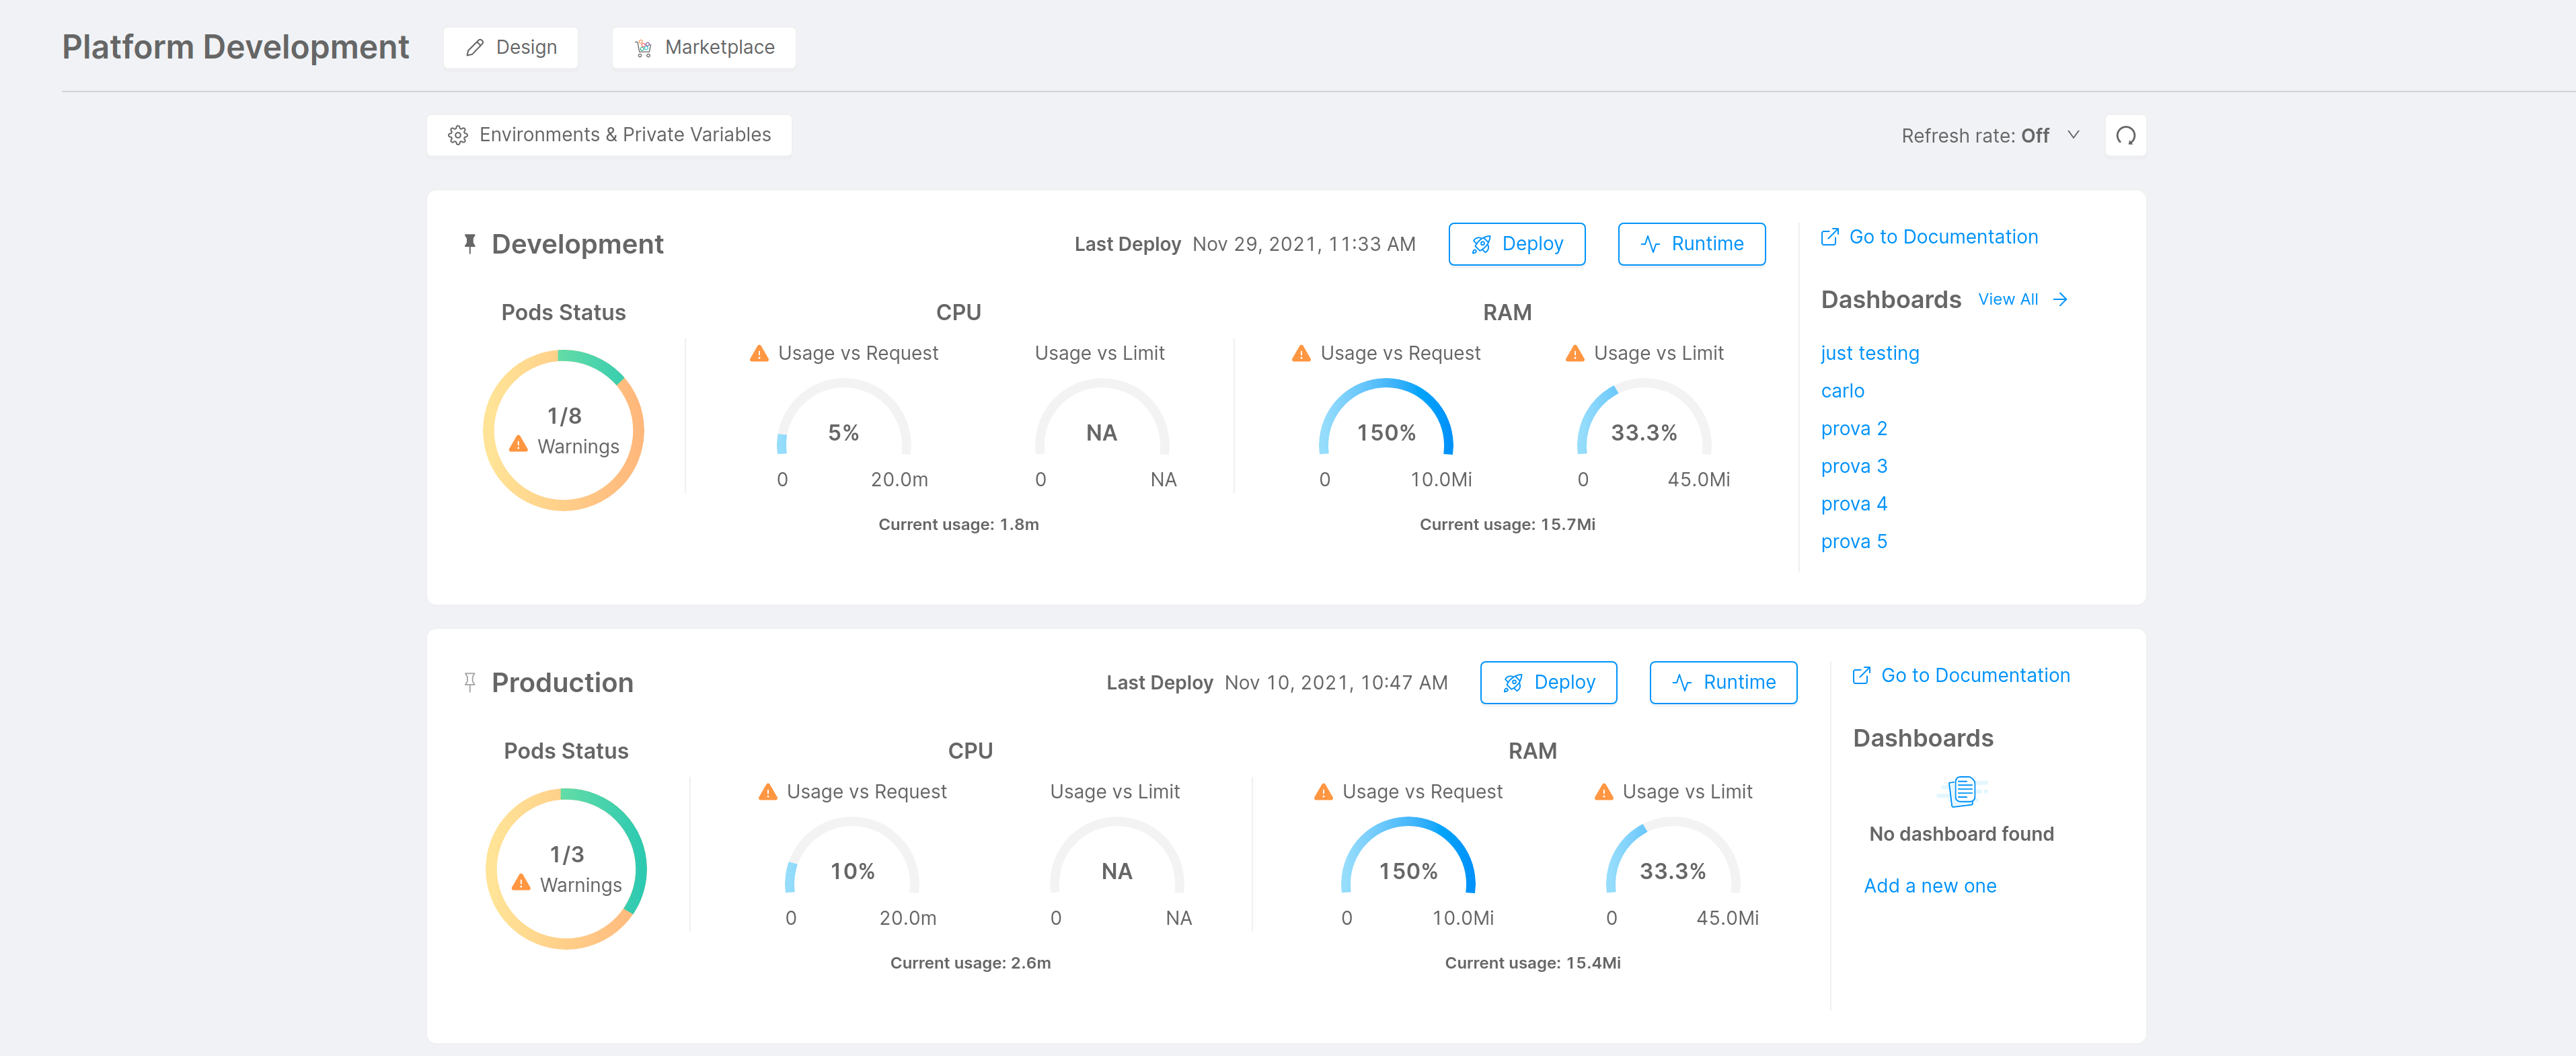 Platform Development
Design
Marketplace
Environments & Private Variables
Refresh rate: Off
Development
Last Deploy Nov 29, 2021, 11:33 AM
Deploy
Runtime
Go to Documentation
Pods Status
1/8
Warnings
CPU
Usage vs Request
5%
0 20.0m
Usage vs Limit
NA
0 NA
Current usage: 1.8m
RAM
Usage vs Request
150%
0 10.0Mi
Usage vs Limit
33.3%
0 45.0Mi
Current usage: 15.7Mi
Dashboards View All
just testing
carlo
prova 2
prova 3
prova 4
prova 5
Production
Last Deploy Nov 10, 2021, 10:47 AM
Deploy
Runtime
Go to Documentation
Pods Status
1/3
Warnings
CPU
Usage vs Request
10%
0 20.0m
Usage vs Limit
NA
0 NA
Current usage: 2.6m
RAM
Usage vs Request
150%
0 10.0Mi
Usage vs Limit
33.3%
0 45.0Mi
Current usage: 15.4Mi
Dashboards
No dashboard found
Add a new one